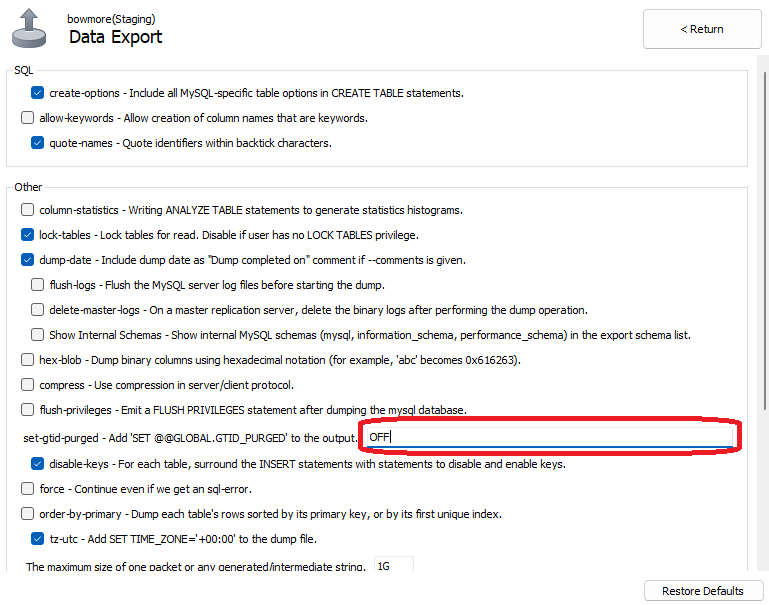 bowmore(Staging)
Data Export
< Return
SQL
create-options - Include all MySQL-specific table options in CREATE TABLE statements.
allow-keywords - Allow creation of column names that are keywords.
quote-names - Quote identifiers within backtick characters.
Other
column-statistics - Writing ANALYZE TABLE statements to generate statistics histograms.
lock-tables - Lock tables for read. Disable if user has no LOCK TABLES privilege.
dump-date - Include dump date as "Dump completed on" comment if --comments is given.
flush-logs - Flush the MySQL server log files before starting the dump.
delete-master-logs - On a master replication server, delete the binary logs after performing the dump operation.
Show Internal Schemas - Show internal MySQL schemas (mysql, information_schema, performance_schema) in the export schema list.
hex-blob - Dump binary columns using hexadecimal notation (for example, 'abc' becomes 0x616263).
compress - Use compression in server/client protocol.
flush-privileges - Emit a FLUSH PRIVILEGES statement after dumping the mysql database.
set-gtid-purged - Add 'SET @@GLOBAL.GTID_PURGED' to the output. OFF
disable-keys - For each table, surround the INSERT statements with statements to disable and enable keys.
force - Continue even if we get an sql-error.
order-by-primary - Dump each table's rows sorted by its primary key, or by its first unique index.
tz-utc - Add SET TIME_ZONE='+00:00' to the dump file.
The maximum size of one packet or any generated/intermediate string. 1G
Restore Defaults